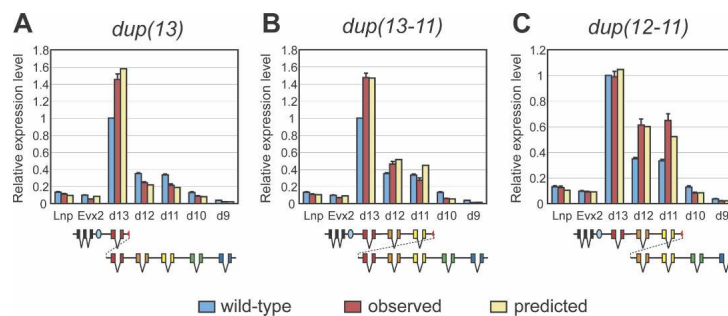 A
dup(13)
Relative expression level
1.8
1.6
1.4
1.2
1
0.8
0.6
0.4
0.2
0
Lnp Evx2 d13 d12 d11 d10 d9
B
dup(13-11)
Relative expression level
1.8
1.6
1.4
1.2
1
0.8
0.6
0.4
0.2
0
Lnp Evx2 d13 d12 d11 d10 d9
C
dup(12-11)
Relative expression level
1.2
1
0.8
0.6
0.4
0.2
0
Lnp Evx2 d13 d12 d11 d10 d9
wild-type observed predicted